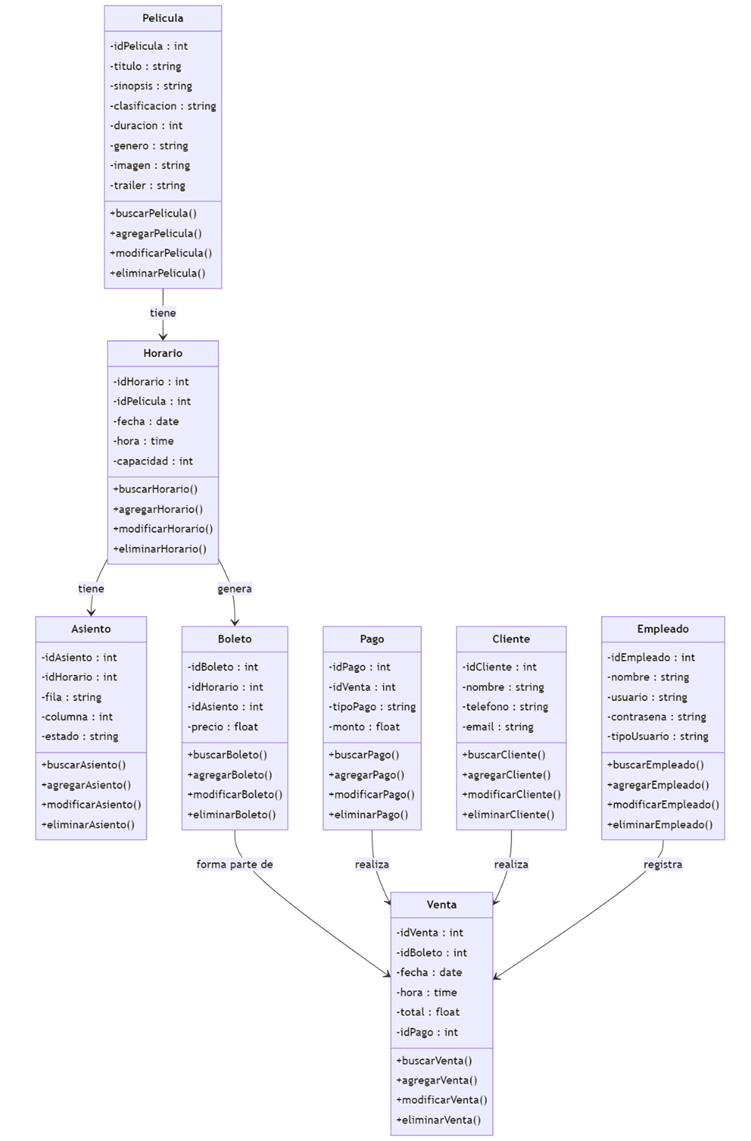 Pelicula
-idPelicula : int
-titulo : string
-sinopsis : string
-clasificacion : string
-duracion : int
-genero : string
-imagen : string
-trailer : string
+buscarPelicula()
+agregarPelicula()
+modificarPelicula()
+eliminarPelicula()
tiene
Horario
-idHorario : int
-idPelicula : int
-fecha : date
-hora : time
-capacidad : int
+buscarHorario()
+agregarHorario()
+modificarHorario()
+eliminarHorario()
tiene
genera
Asiento
-idAsiento : int
-idHorario : int
-fila : string
-columna : int
-estado : string
+buscarAsiento()
+agregarAsiento()
+modificarAsiento()
+eliminarAsiento()
Boleto
-idBoleto : int
-idHorario : int
-idAsiento : int
-precio : float
+buscarBoleto()
+agregarBoleto()
+modificarBoleto()
+eliminarBoleto()
Pago
-idPago : int
-idVenta : int
-tipoPago : string
-monto : float
+buscarPago()
+agregarPago()
+modificarPago()
+eliminarPago()
Cliente
-idCliente : int
-nombre : string
-telefono : string
-email : string
+buscarCliente()
+agregarCliente()
+modificarCliente()
+eliminarCliente()
Empleado
-idEmpleado : int
-nombre : string
-usuario : string
-contrasena : string
-tipoUsuario : string
+buscarEmpleado()
+agregarEmpleado()
+modificarEmpleado()
+eliminarEmpleado()
forma parte de
realiza
realiza
registra
Venta
-idVenta : int
-idBoleto : int
-fecha : date
-hora : time
-total : float
-idPago : int
+buscarVenta()
+agregarVenta()
+modificarVenta()
+eliminarVenta()